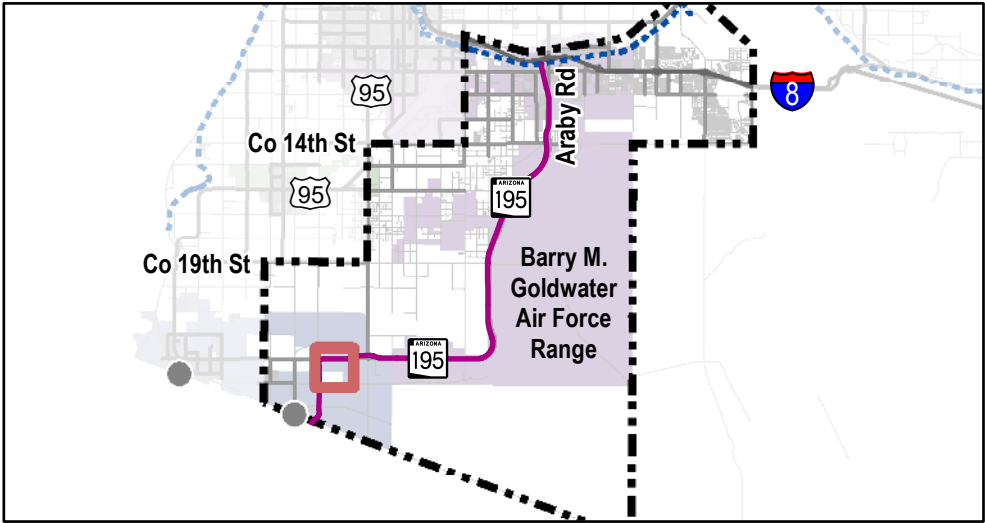 95
8
Araby Rd
Co 14th St
95
ARIZONA
195
Co 19th St
Barry M.
Goldwater
Air Force
Range
ARIZONA
195